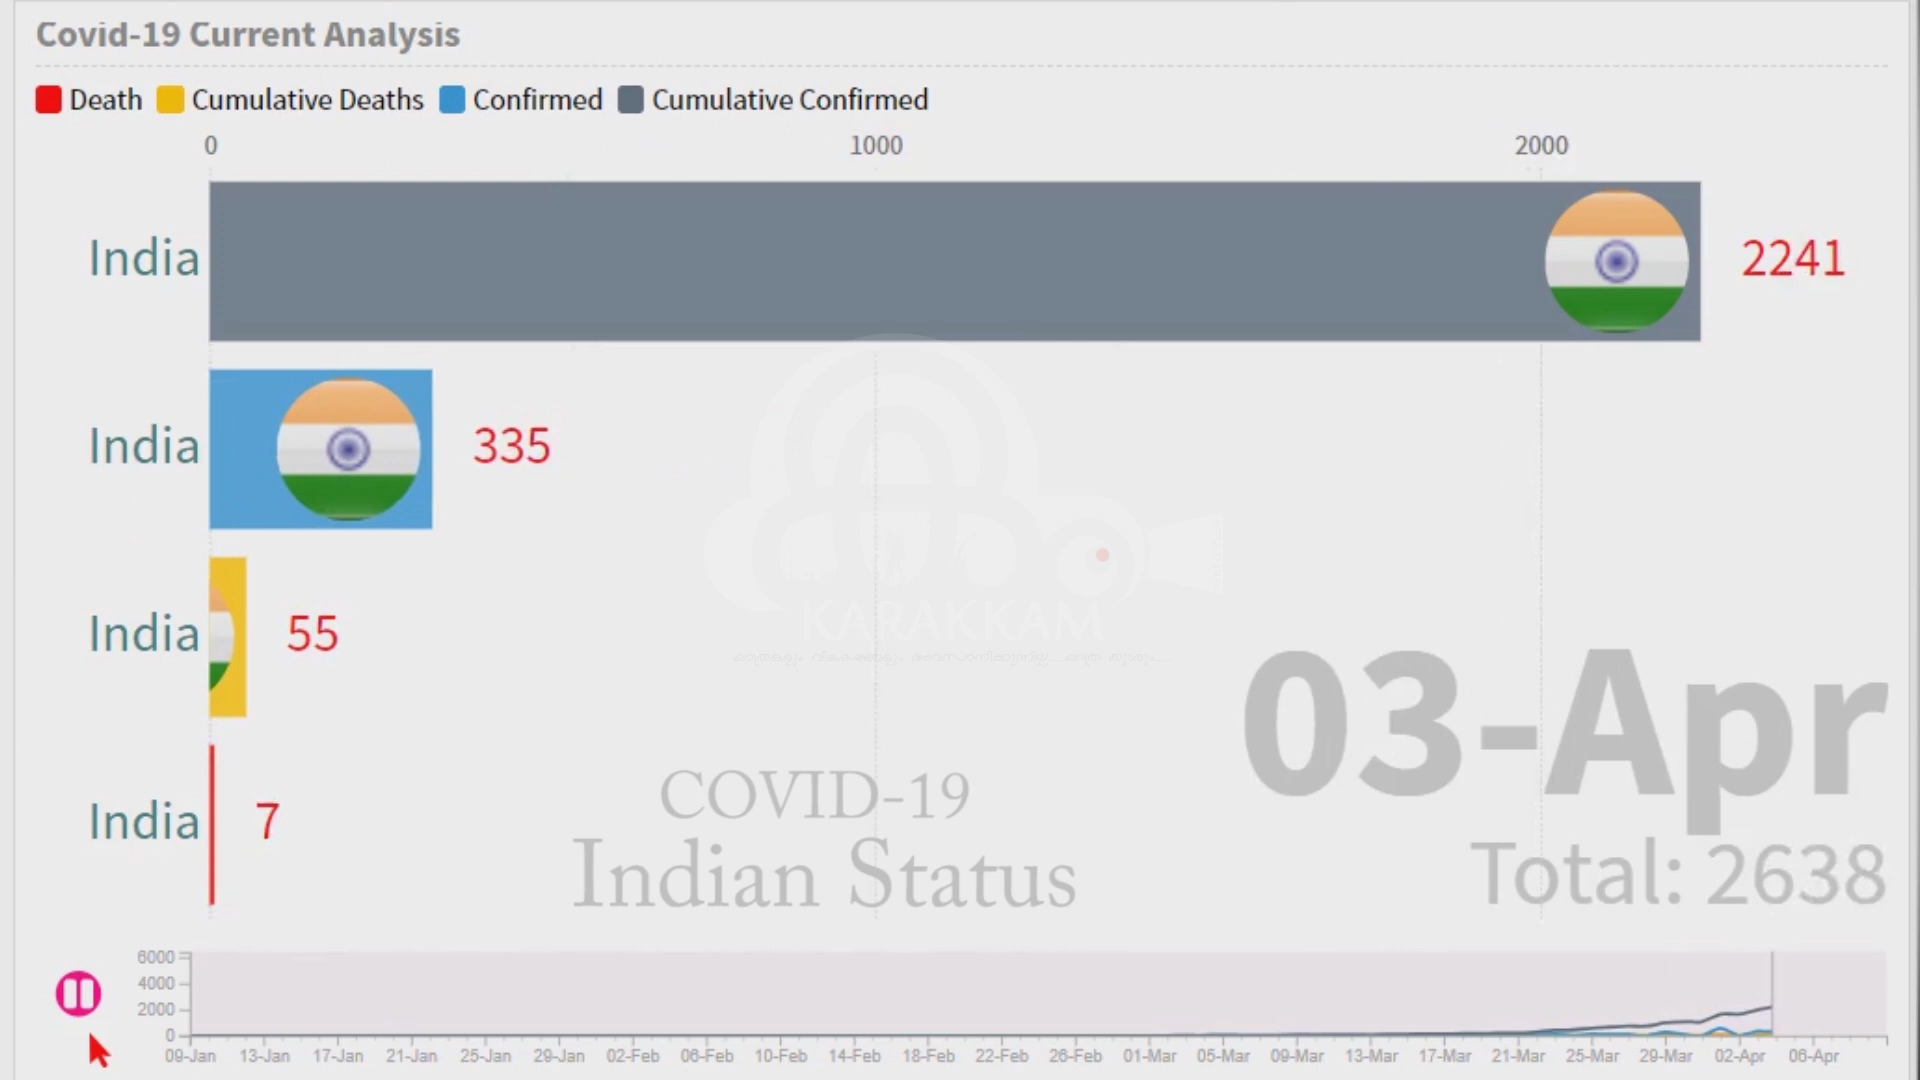 Covid-19 Current Analysis
Death Cumulative Deaths Confirmed Cumulative Confirmed
0 1000 2000
India 2241
India 335
India 55
India 7
KARAKKAM
03-Apr
Total: 2638
COVID-19
Indian Status
6000
4000
2000
0
09-Jan 13-Jan 17-Jan 21-Jan 25-Jan 29-Jan 02-Feb 06-Feb 10-Feb 14-Feb 18-Feb 22-Feb 26-Feb 01-Mar 05-Mar 09-Mar 13-Mar 17-Mar 21-Mar 25-Mar 29-Mar 02-Apr 06-Apr